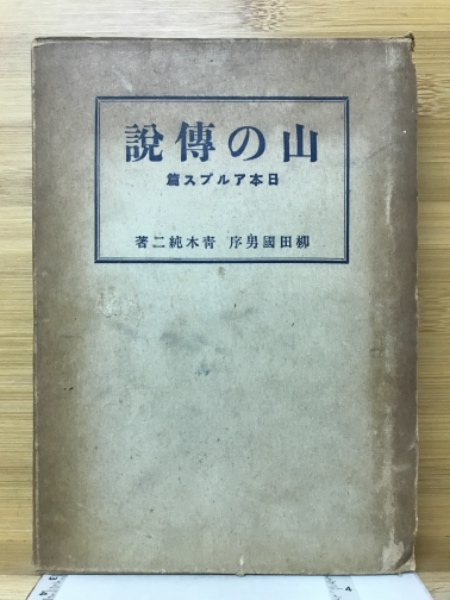 山の傳說
日本アルプス篇
柳田國男序 青木純二著